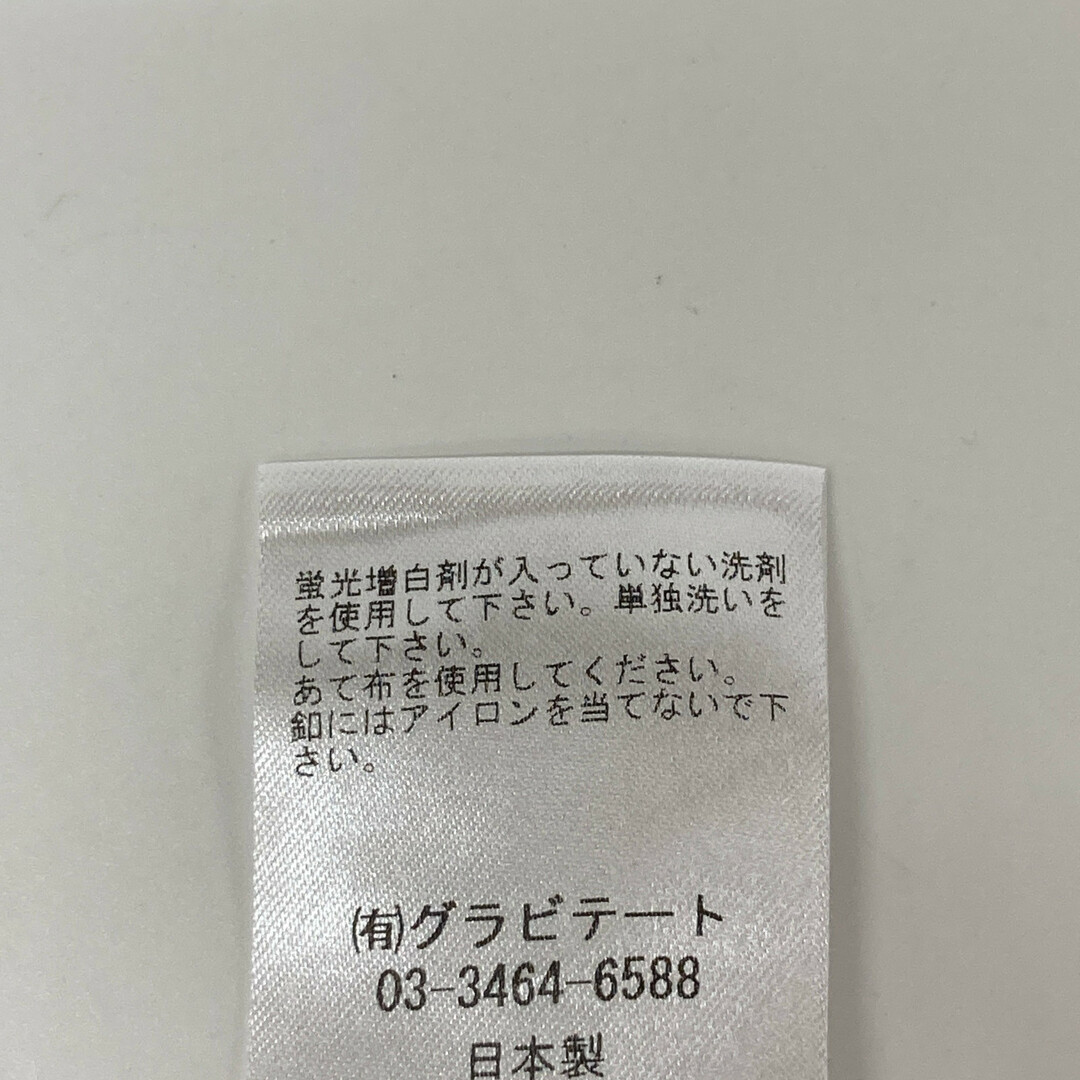 蛍光増白剤が入っていない洗剤
を使用して下さい。単独洗いを
して下さい。
あて布を使用してください。
釦にはアイロンを当てないで下
さい。
㈲グラビテート
03-3464-6588
日本製